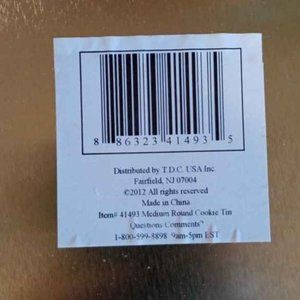 8 86323 41493 5
Distributed by T.D.C. USA Inc.
Fairfield, NJ 07004
©2012 All rights reserved
Made in China
Item# 41493 Medium Round Cookie Tin
Questions Comments
1-800-599-8898 9am-5pm EST